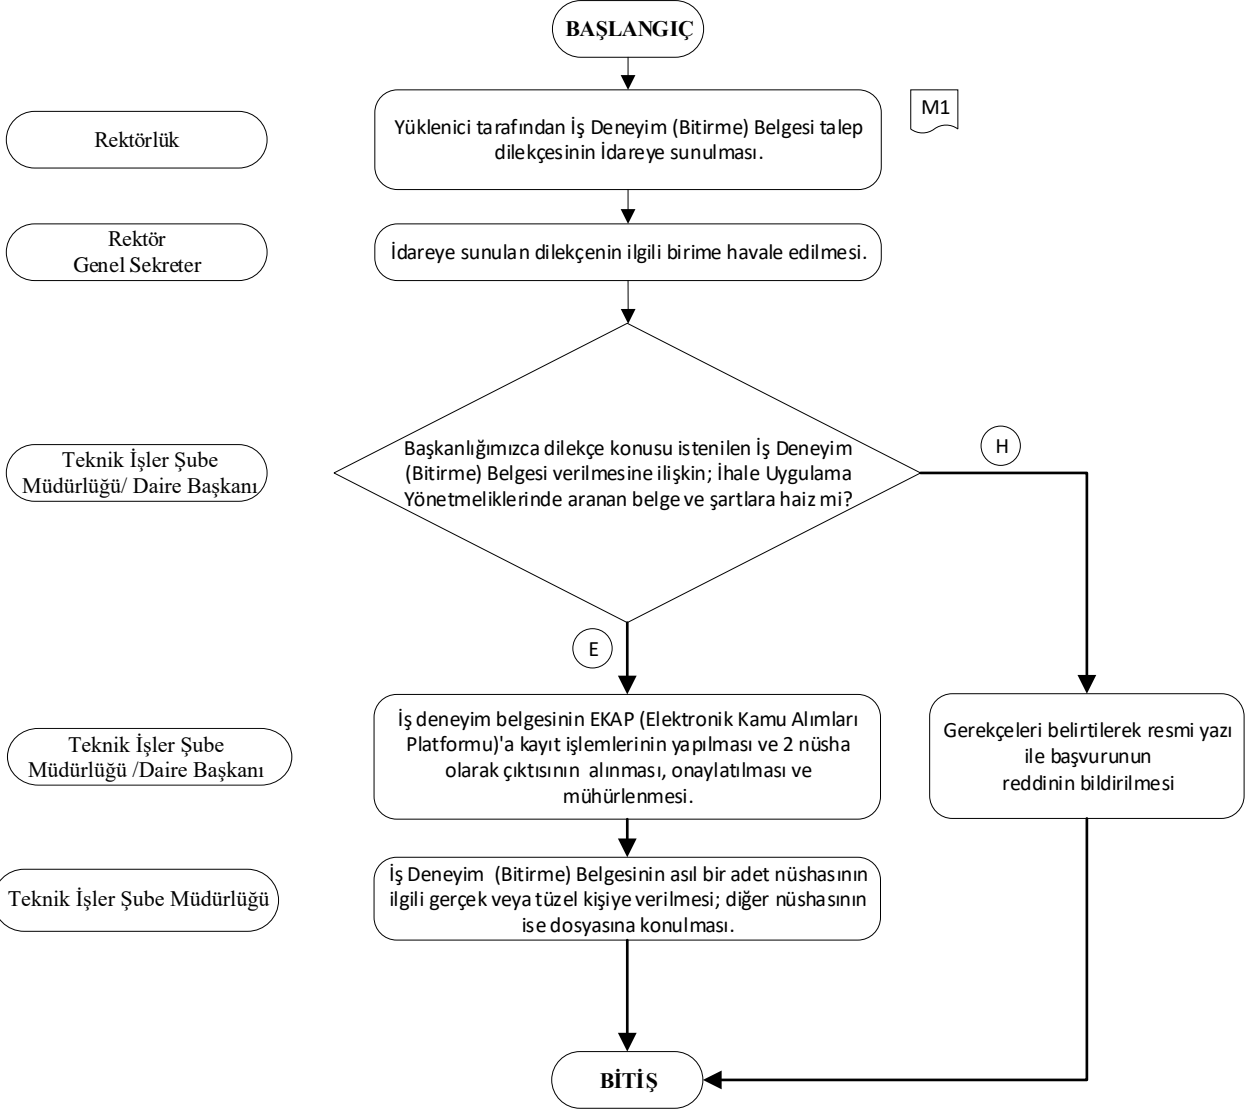 BAŞLANGIÇ
Rektörlük
Yüklenici tarafından İş Deneyim (Bitirme) Belgesi talep
dilekçesinin İdareye sunulması.
M1
Rektör
Genel Sekreter
İdareye sunulan dilekçenin ilgili birime havale edilmesi.
Teknik İşler Şube
Müdürlüğü/ Daire Başkanı
Başkanlığımızca dilekçe konusu istenilen İş Deneyim
(Bitirme) Belgesi verilmesine ilişkin; İhale Uygulama
Yönetmeliklerinde aranan belge ve şartlara haiz mi?
H
E
Teknik İşler Şube
Müdürlüğü /Daire Başkanı
İş deneyim belgesinin EKAP (Elektronik Kamu Alımları
Platformu)'a kayıt işlemlerinin yapılması ve 2 nüsha
olarak çıktısının alınması, onaylatılması ve
mühürlenmesi.
Gerekçeleri belirtilerek resmi yazı
ile başvurunun
reddinin bildirilmesi
Teknik İşler Şube Müdürlüğü
İş Deneyim (Bitirme) Belgesinin asıl bir adet nüshasının
ilgili gerçek veya tüzel kişiye verilmesi; diğer nüshasının
ise dosyasına konulması.
BİTİŞ